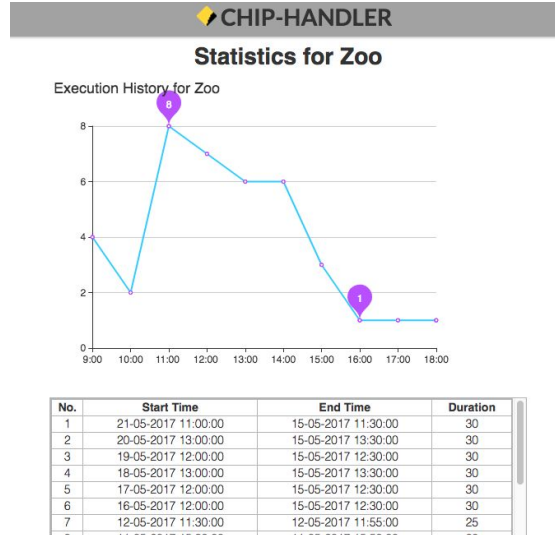 CHIP-HANDLER
Statistics for Zoo
Execution History for Zoo
8
8
6
4
2
0
1
9:00 10:00 11:00 12:00 13:00 14:00 15:00 16:00 17:00 18:00
No. Start Time End Time Duration
1 21-05-2017 11:00:00 15-05-2017 11:30:00 30
2 20-05-2017 13:00:00 15-05-2017 13:30:00 30
3 19-05-2017 12:00:00 15-05-2017 12:30:00 30
4 18-05-2017 13:00:00 15-05-2017 13:30:00 30
5 17-05-2017 12:00:00 15-05-2017 12:30:00 30
6 16-05-2017 12:00:00 15-05-2017 12:30:00 30
7 12-05-2017 11:30:00 12-05-2017 11:55:00 25